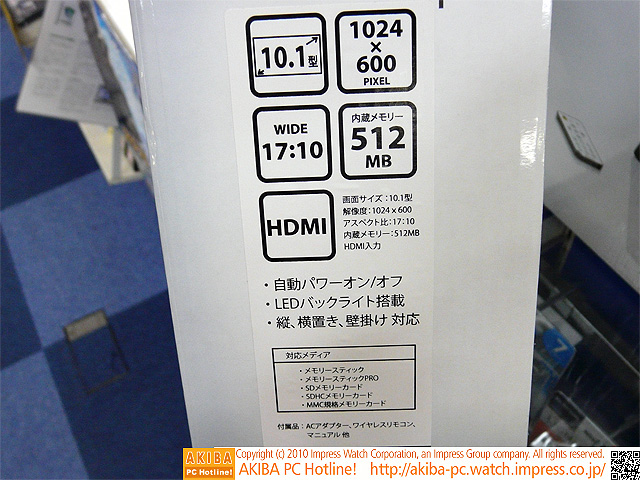 10.1型
1024
×
600
PIXEL
WIDE
17:10
内蔵メモリー
512
MB
HDMI
画面サイズ：10.1型
解像度：1024 x 600
アスペクト比：17：10
内蔵メモリー：512MB
HDMI入力
・自動パワーオン/オフ
・LEDバックライト搭載
・縦、横置き、壁掛け 対応
対応メディア
・メモリースティック
・メモリースティックPRO
・SDメモリーカード
・SDHCメモリーカード
・MMC規格メモリーカード
付属品：ACアダプター、ワイヤレスリモコン、
マニュアル 他
AKIBA
PC Hotline!
Copyright (c) 2010 Impress Watch Corporation, an Impress Group company. All rights reserved.
AKIBA PC Hotline! http://akiba-pc.watch.impress.co.jp/